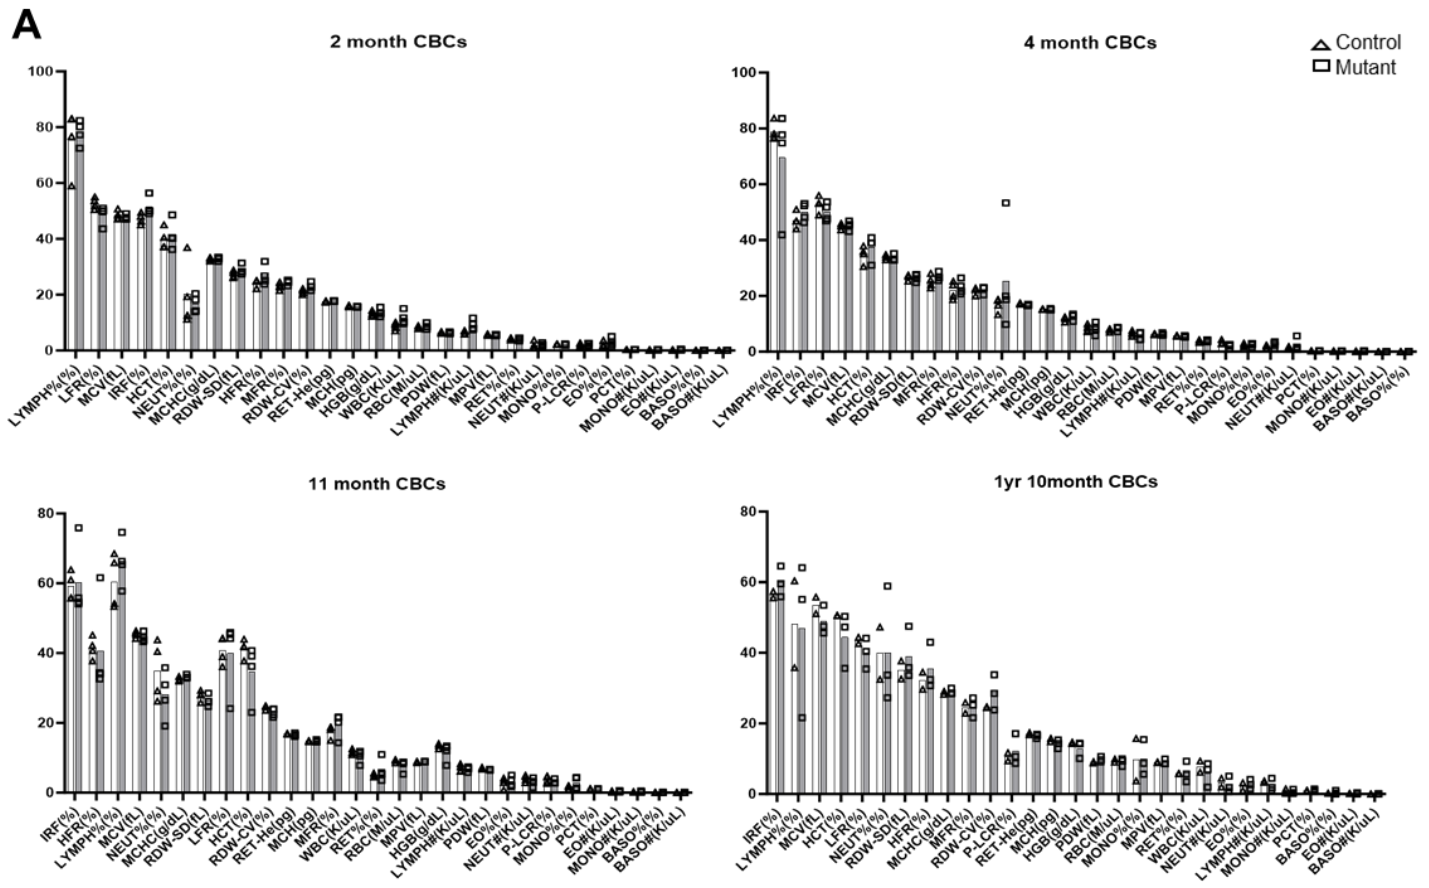 A
2 month CBCs
100
80
60
40
20
0
LYMPH%(%)
LFR(%)
MCV(fL)
IRF(%)
HCT(%)
NEUT%(%)
MCHC(g/dL)
RDW-SD(fL)
HFR(%)
MFR(%)
RDW-CV(%)
RET-He(pg)
MCH(pg)
HGB(g/dL)
WBC(K/uL)
RBC(M/uL)
PDW(fL)
LYMPH#(K/uL)
MPV(fL)
RET%(%)
NEUT#(K/uL)
MONO%(%)
P-LCR(%)
EO%(%)
PCT(%)
MONO#(K/uL)
EO#(K/uL)
BASO%(%)
BASO#(K/uL)
4 month CBCs
Control
Mutant
100
80
60
40
20
0
LYMPH%(%)
IRF(%)
LFR(%)
MCV(fL)
HCT(%)
MCHC(g/dL)
RDW-SD(fL)
MFR(%)
HFR(%)
RDW-CV(%)
NEUT%(%)
RET-He(pg)
MCH(pg)
HGB(g/dL)
WBC(K/uL)
RBC(M/uL)
LYMPH#(K/uL)
PDW(fL)
MPV(fL)
RET%(%)
P-LCR(%)
MONO%(%)
EO%(%)
NEUT#(K/uL)
PCT(%)
MONO#(K/uL)
EO#(K/uL)
BASO#(K/uL)
BASO%(%)
11 month CBCs
80
60
40
20
0
IRF(%)
HFR(%)
LYMPH%(%)
MCV(fL)
NEUT%(%)
MCHC(g/dL)
RDW-SD(fL)
LFR(%)
HCT(%)
RDW-CV(%)
RET-He(pg)
MCH(pg)
MFR(%)
WBC(K/uL)
RET%(%)
RBC(M/uL)
MPV(fL)
HGB(g/dL)
LYMPH#(K/uL)
PDW(fL)
EO%(%)
NEUT#(K/uL)
P-LCR(%)
MONO%(%)
PCT(%)
EO#(K/uL)
MONO#(K/uL)
BASO%(%)
BASO#(K/uL)
1yr 10month CBCs
80
60
40
20
0
IRF(%)
LYMPH%(%)
MCV(fL)
HCT(%)
LFR(%)
NEUT%(%)
RDW-SD(fL)
HFR(%)
MCHC(g/dL)
MFR(%)
RDW-CV(%)
P-LCR(%)
RET-He(pg)
MCH(pg)
HGB(g/dL)
PDW(fL)
RBC(M/uL)
MONO%(%)
MPV(fL)
RET%(%)
WBC(K/uL)
NEUT#(K/uL)
EO%(%)
LYMPH#(K/uL)
MONO#(K/uL)
PCT(%)
BASO%(%)
EO#(K/uL)
BASO#(K/uL)